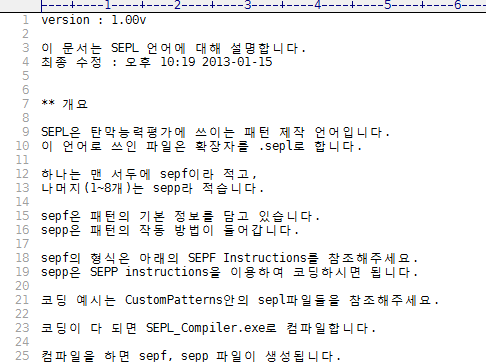 ----+----1----+----2----+----3----+----4----+----5----+----6--
1 version : 1.00v
2
3 이 문서는 SEPL 언어에 대해 설명합니다.
4 최종 수정 : 오후 10:19 2013-01-15
5
6
7 ** 개요
8
9 SEPL은 탄막능력평가에 쓰이는 패턴 제작 언어입니다.
10 이 언어로 쓰인 파일은 확장자를 .sepl로 합니다.
11
12 하나는 맨 서두에 sepf이라 적고,
13 나머지(1~8개)는 sepp라 적습니다.
14
15 sepf은 패턴의 기본 정보를 담고 있습니다.
16 sepp은 패턴의 작동 방법이 들어갑니다.
17
18 sepf의 형식은 아래의 SEPF Instructions를 참조해주세요.
19 sepp은 SEPP instructions을 이용하여 코딩하시면 됩니다.
20
21 코딩 예시는 CustomPatterns안의 sepl파일들을 참조해주세요.
22
23 코딩이 다 되면 SEPL_Compiler.exe로 컴파일합니다.
24
25 컴파일을 하면 sepf, sepp 파일이 생성됩니다.